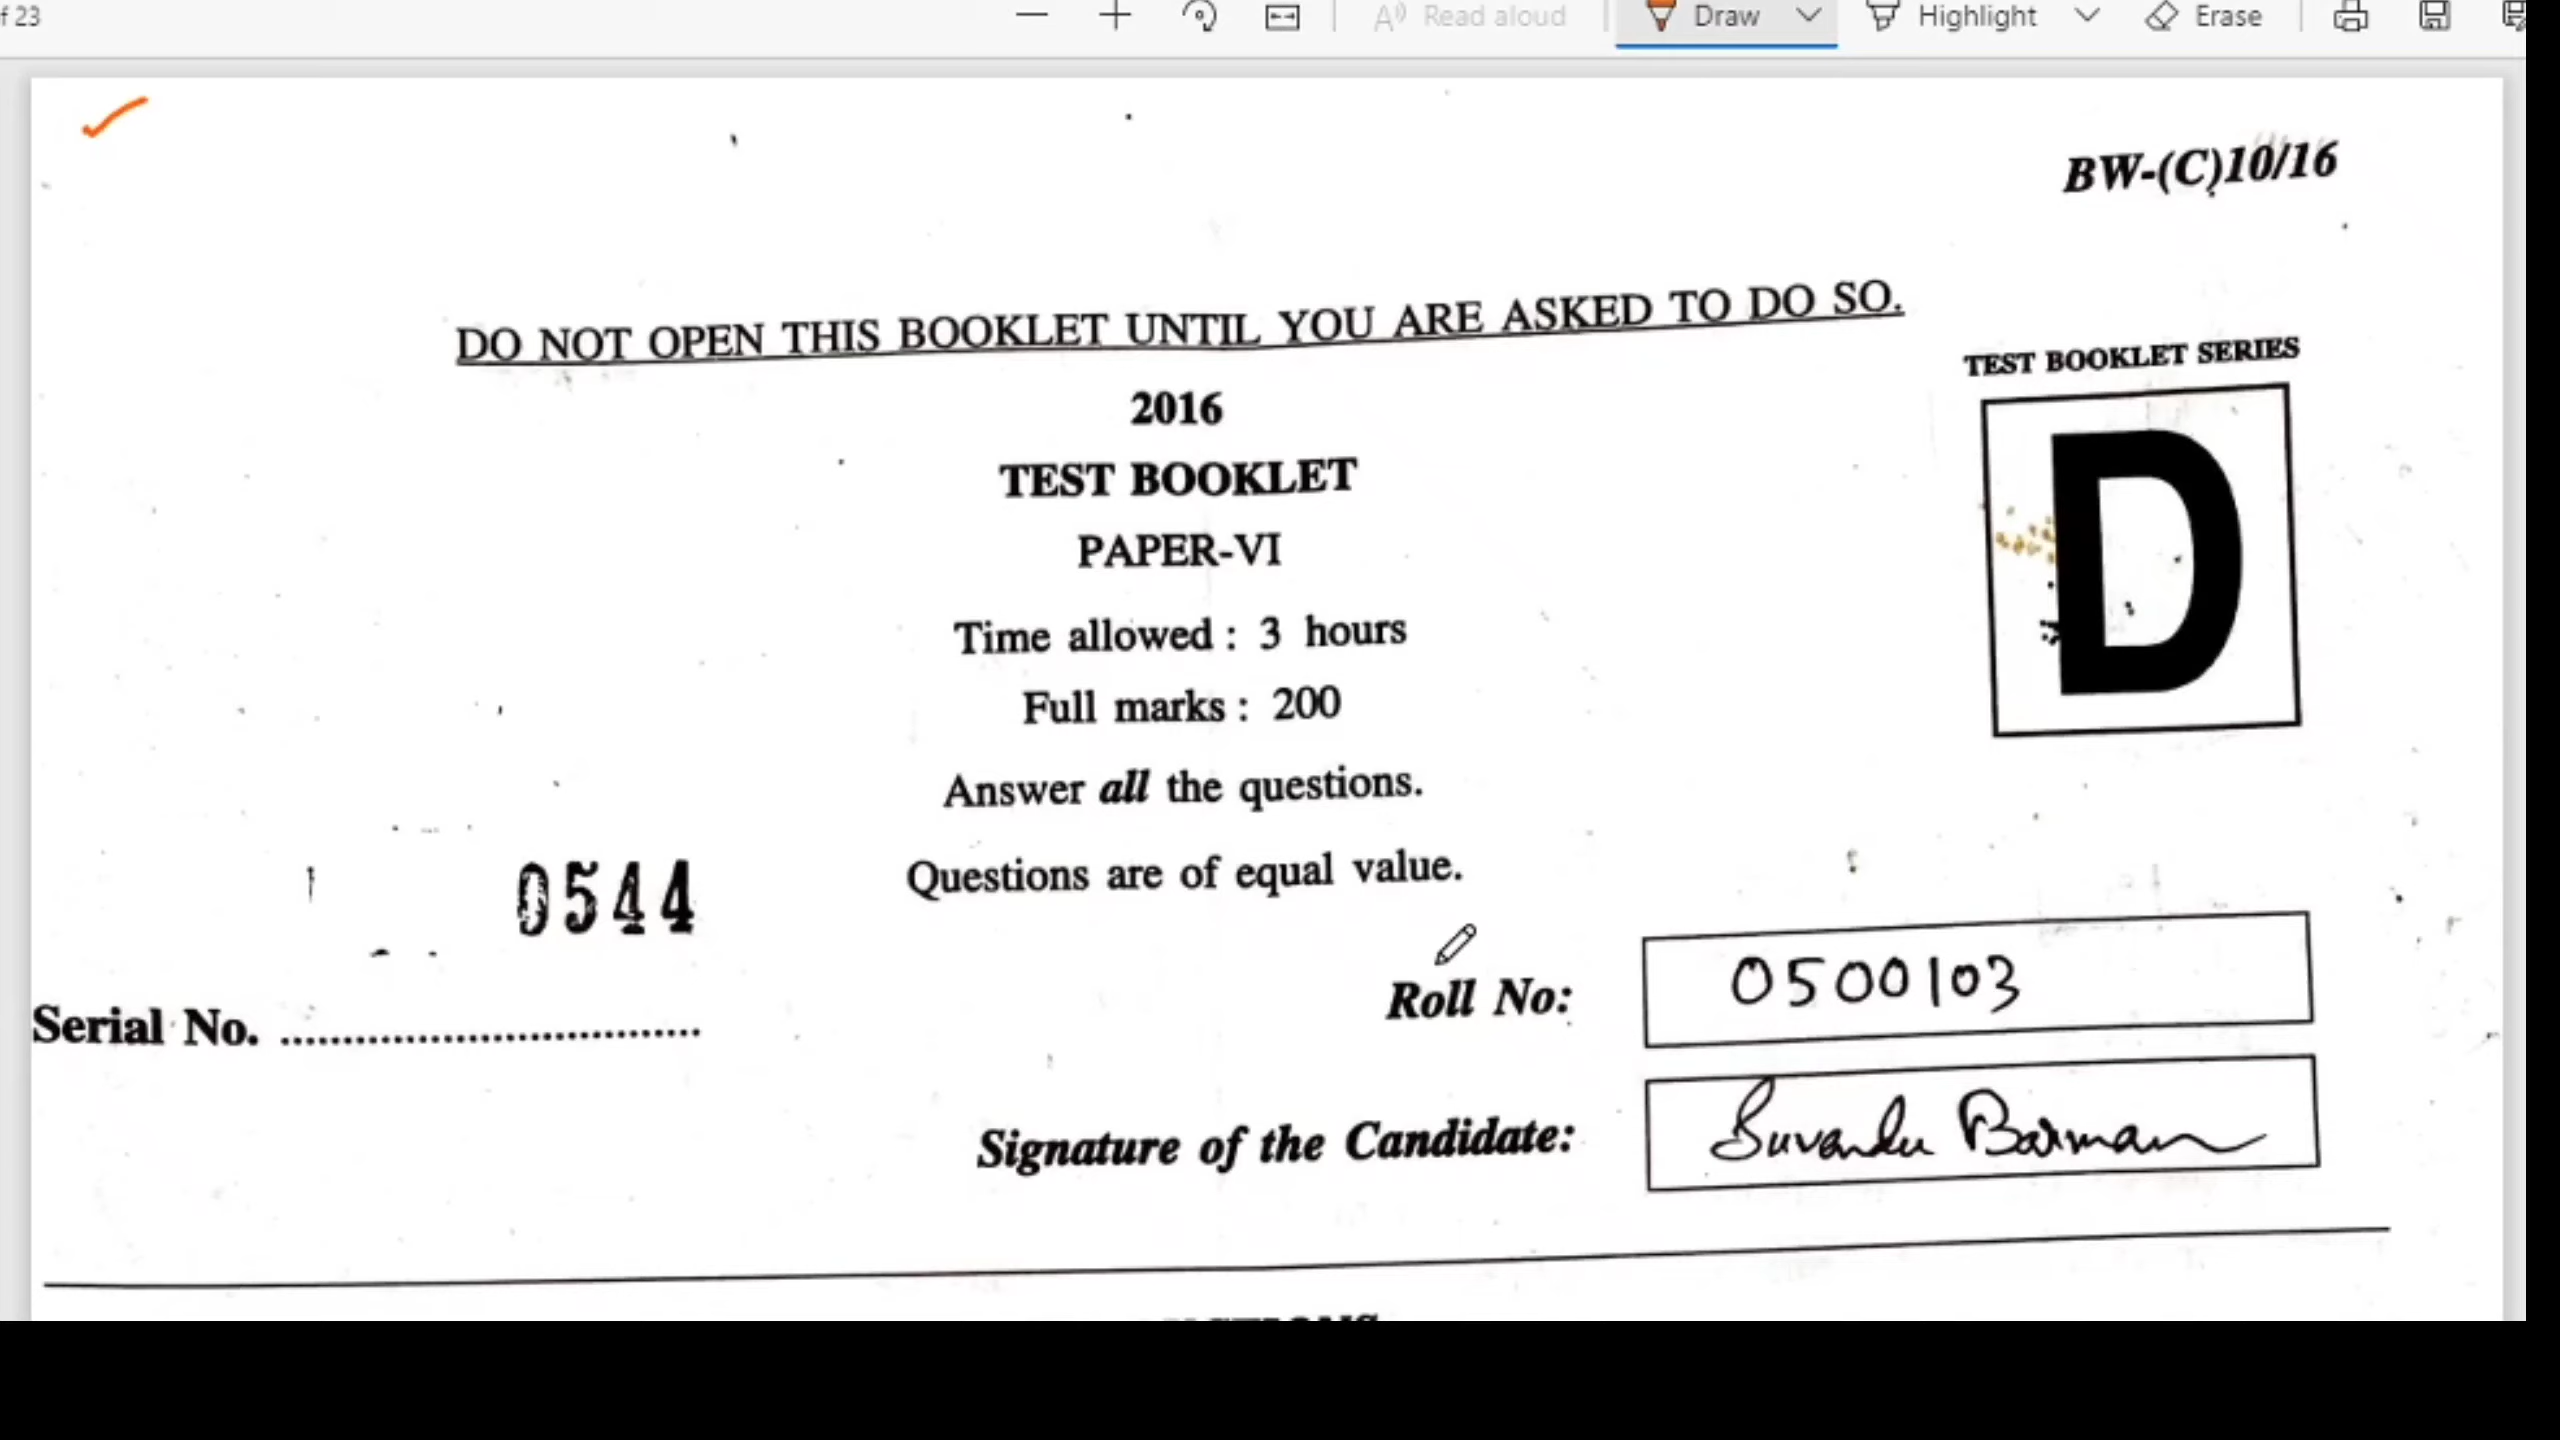 f 23 Read aloud Draw Highlight Erase
BW-(C)10/16
DO NOT OPEN THIS BOOKLET UNTIL YOU ARE ASKED TO DO SO.
TEST BOOKLET SERIES
D
2016
TEST BOOKLET
PAPER-VI
Time allowed : 3 hours
Full marks : 200
Answer all the questions.
Questions are of equal value.
0544
Serial No. ..................................
Roll No: 0500103
Signature of the Candidate: Suvandu Barman